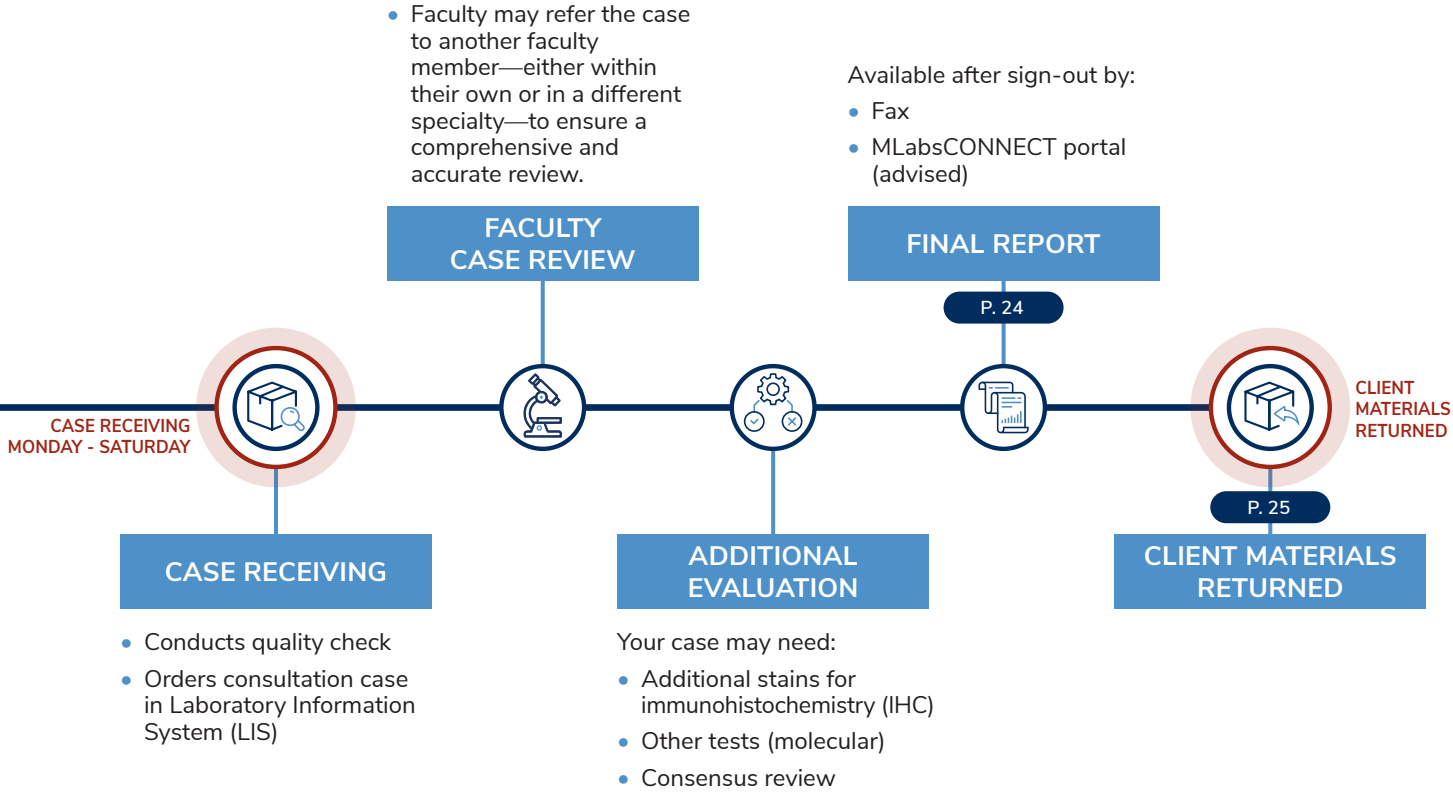 • Faculty may refer the case
to another faculty
member—either within
their own or in a different
specialty—to ensure a
comprehensive and
accurate review.
FACULTY
CASE REVIEW
Available after sign-out by:
• Fax
• MLabsCONNECT portal
(advised)
FINAL REPORT
P. 24
CASE RECEIVING
MONDAY - SATURDAY
CLIENT
MATERIALS
RETURNED
CASE RECEIVING
• Conducts quality check
• Orders consultation case
in Laboratory Information
System (LIS)
ADDITIONAL
EVALUATION
Your case may need:
• Additional stains for
immunohistochemistry (IHC)
• Other tests (molecular)
• Consensus review
P. 25
CLIENT MATERIALS
RETURNED